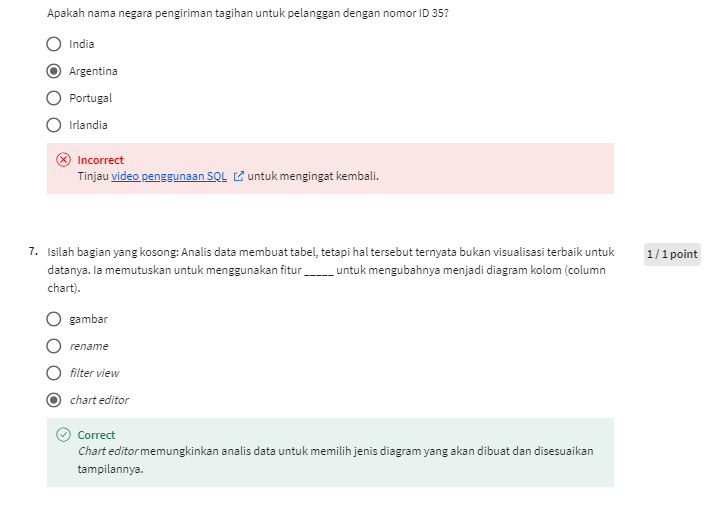 Apakah nama negara pengiriman tagihan untuk pelanggan dengan nomor ID 35?
India
Argentina
Portugal
Irlandia
Incorrect
Tinjau video penggunaan SQL untuk mengingat kembali.
7. Isilah bagian yang kosong: Analis data membuat tabel, tetapi hal tersebut ternyata bukan visualisasi terbaik untuk
1 / 1 point
datanya. Ia memutuskan untuk menggunakan fitur _____ untuk mengubahnya menjadi diagram kolom (column
chart).
gambar
rename
filter view
chart editor
Correct
Chart editor memungkinkan analis data untuk memilih jenis diagram yang akan dibuat dan disesuaikan
tampilannya.